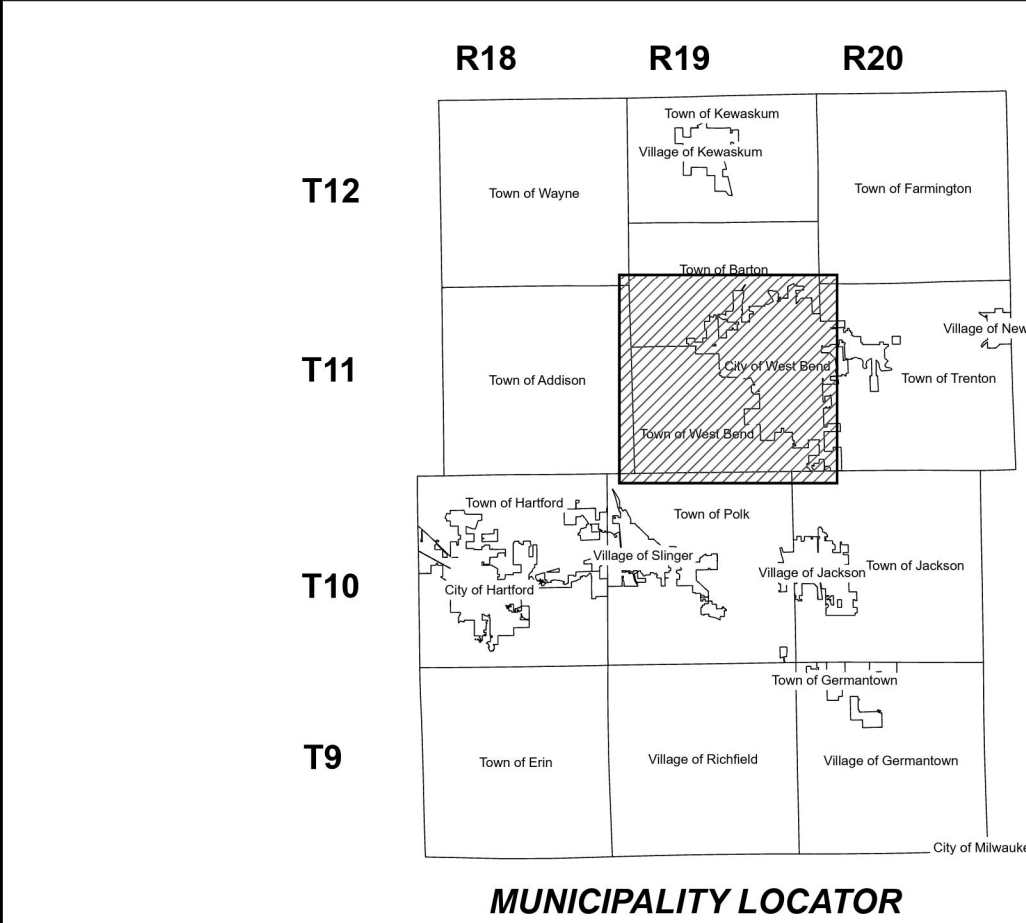 R18 R19 R20
Town of Kewaskum
Village of Kewaskum
T12
Town of Wayne
Town of Farmington
Town of Barton
Village of New
T11
City of West Bend
Town of Addison
Town of Trenton
Town of West Bend
Town of Hartford
Town of Polk
Village of Slinger
T10
Village of Jackson
Town of Jackson
City of Hartford
Town of Germantown
T9
Town of Erin
Village of Richfield
Village of Germantown
City of Milwauke
MUNICIPALITY LOCATOR